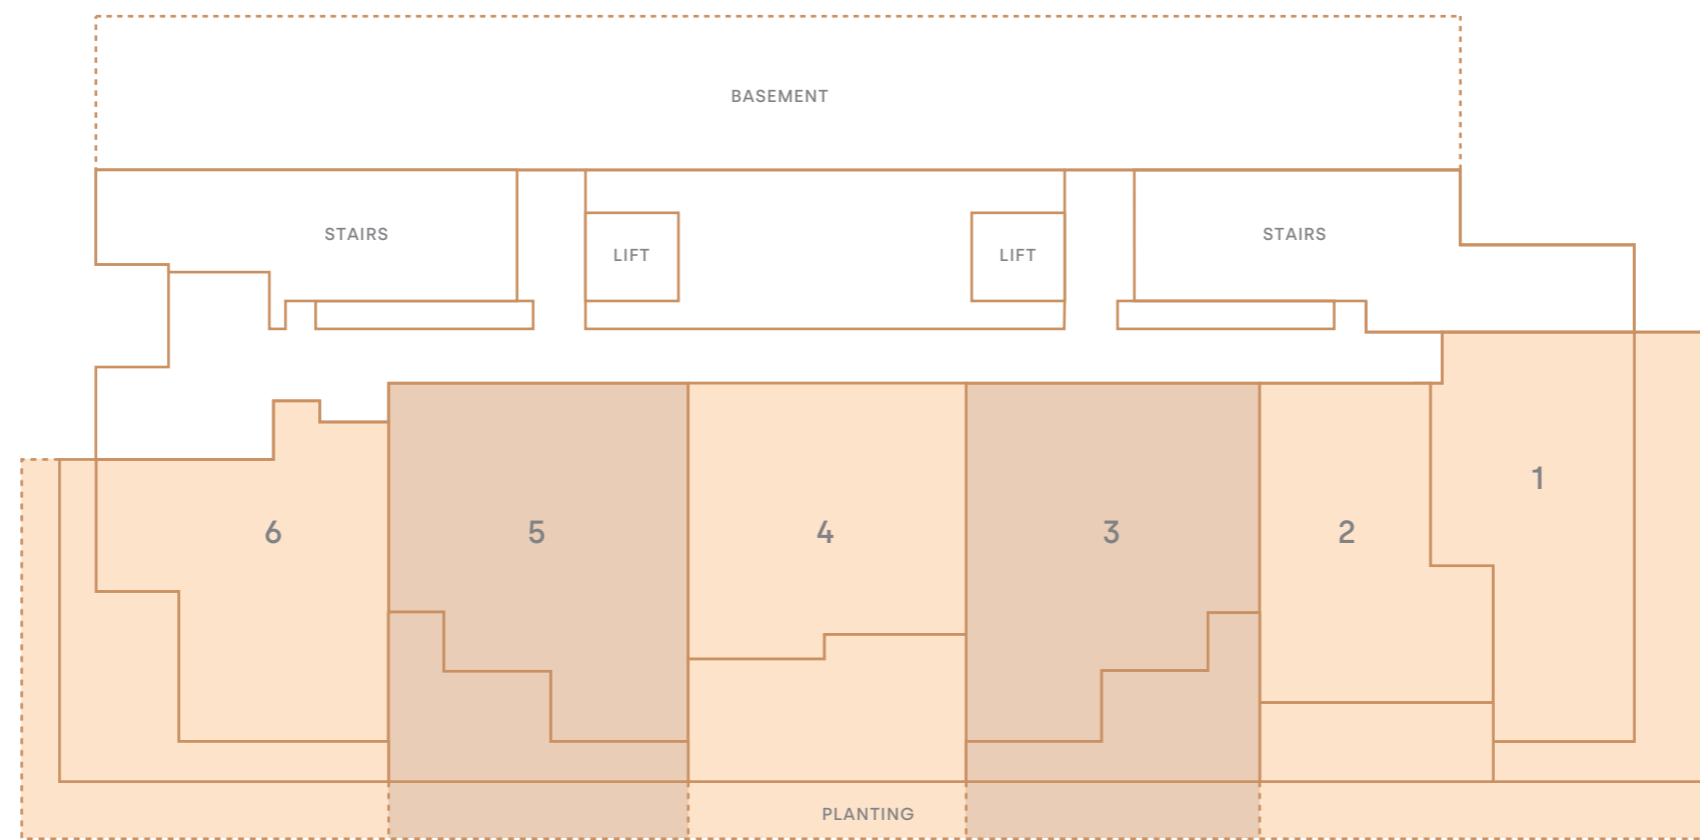 BASEMENT
STAIRS
STAIRS
LIFT
LIFT
1
6
5
4
3
2
PLANTING